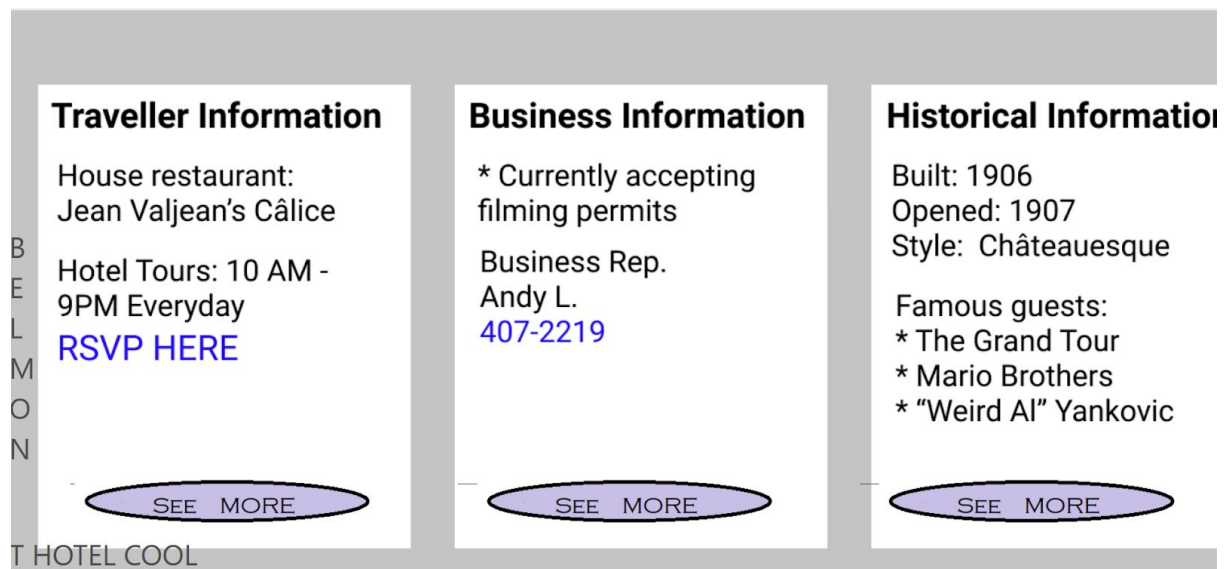 Traveller Information
House restaurant:
Jean Valjean's Câlice
Hotel Tours: 10 AM -
9PM Everyday
RSVP HERE
SEE MORE
Business Information
* Currently accepting
filming permits
Business Rep.
Andy L.
407-2219
SEE MORE
Historical Information
Built: 1906
Opened: 1907
Style: Châteauesque
Famous guests:
* The Grand Tour
* Mario Brothers
* “Weird Al” Yankovic
SEE MORE
B
E
L
M
O
N
T HOTEL COOL